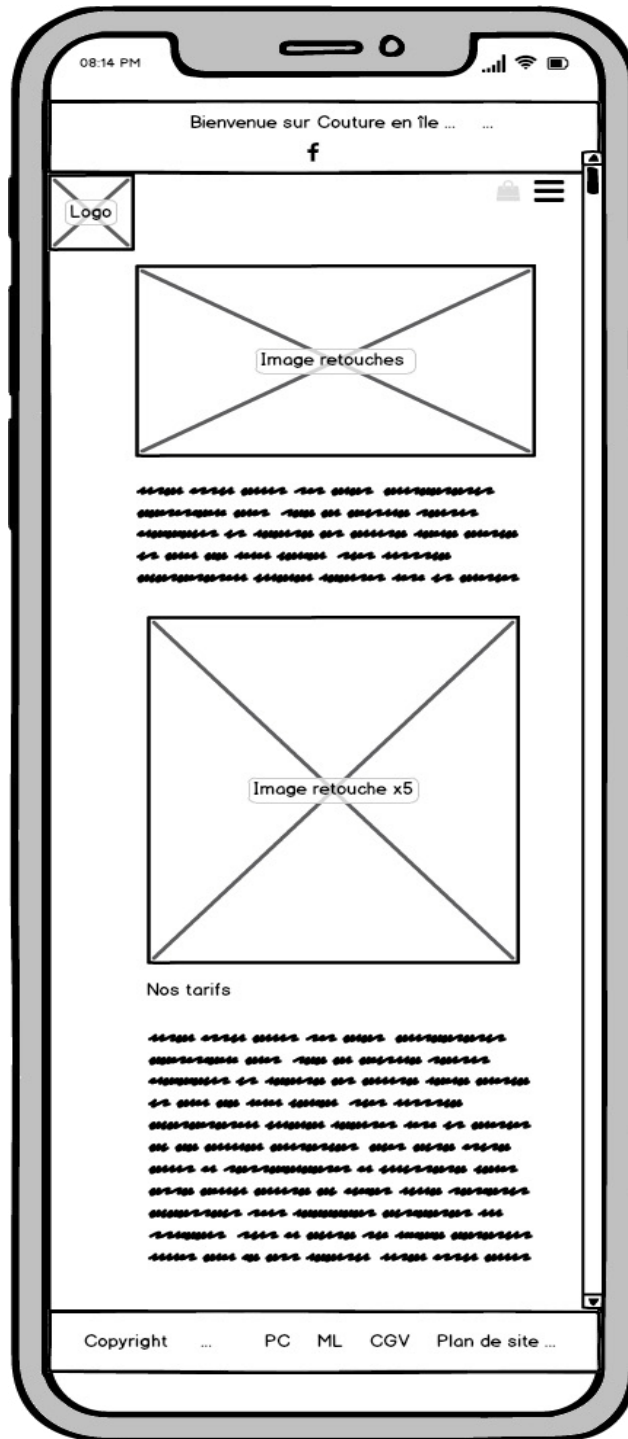 08:14 PM
Bienvenue sur Couture en île ... ...
f
Logo
Image retouches
Image retouche x5
Nos tarifs
Copyright ... PC ML CGV Plan de site ...